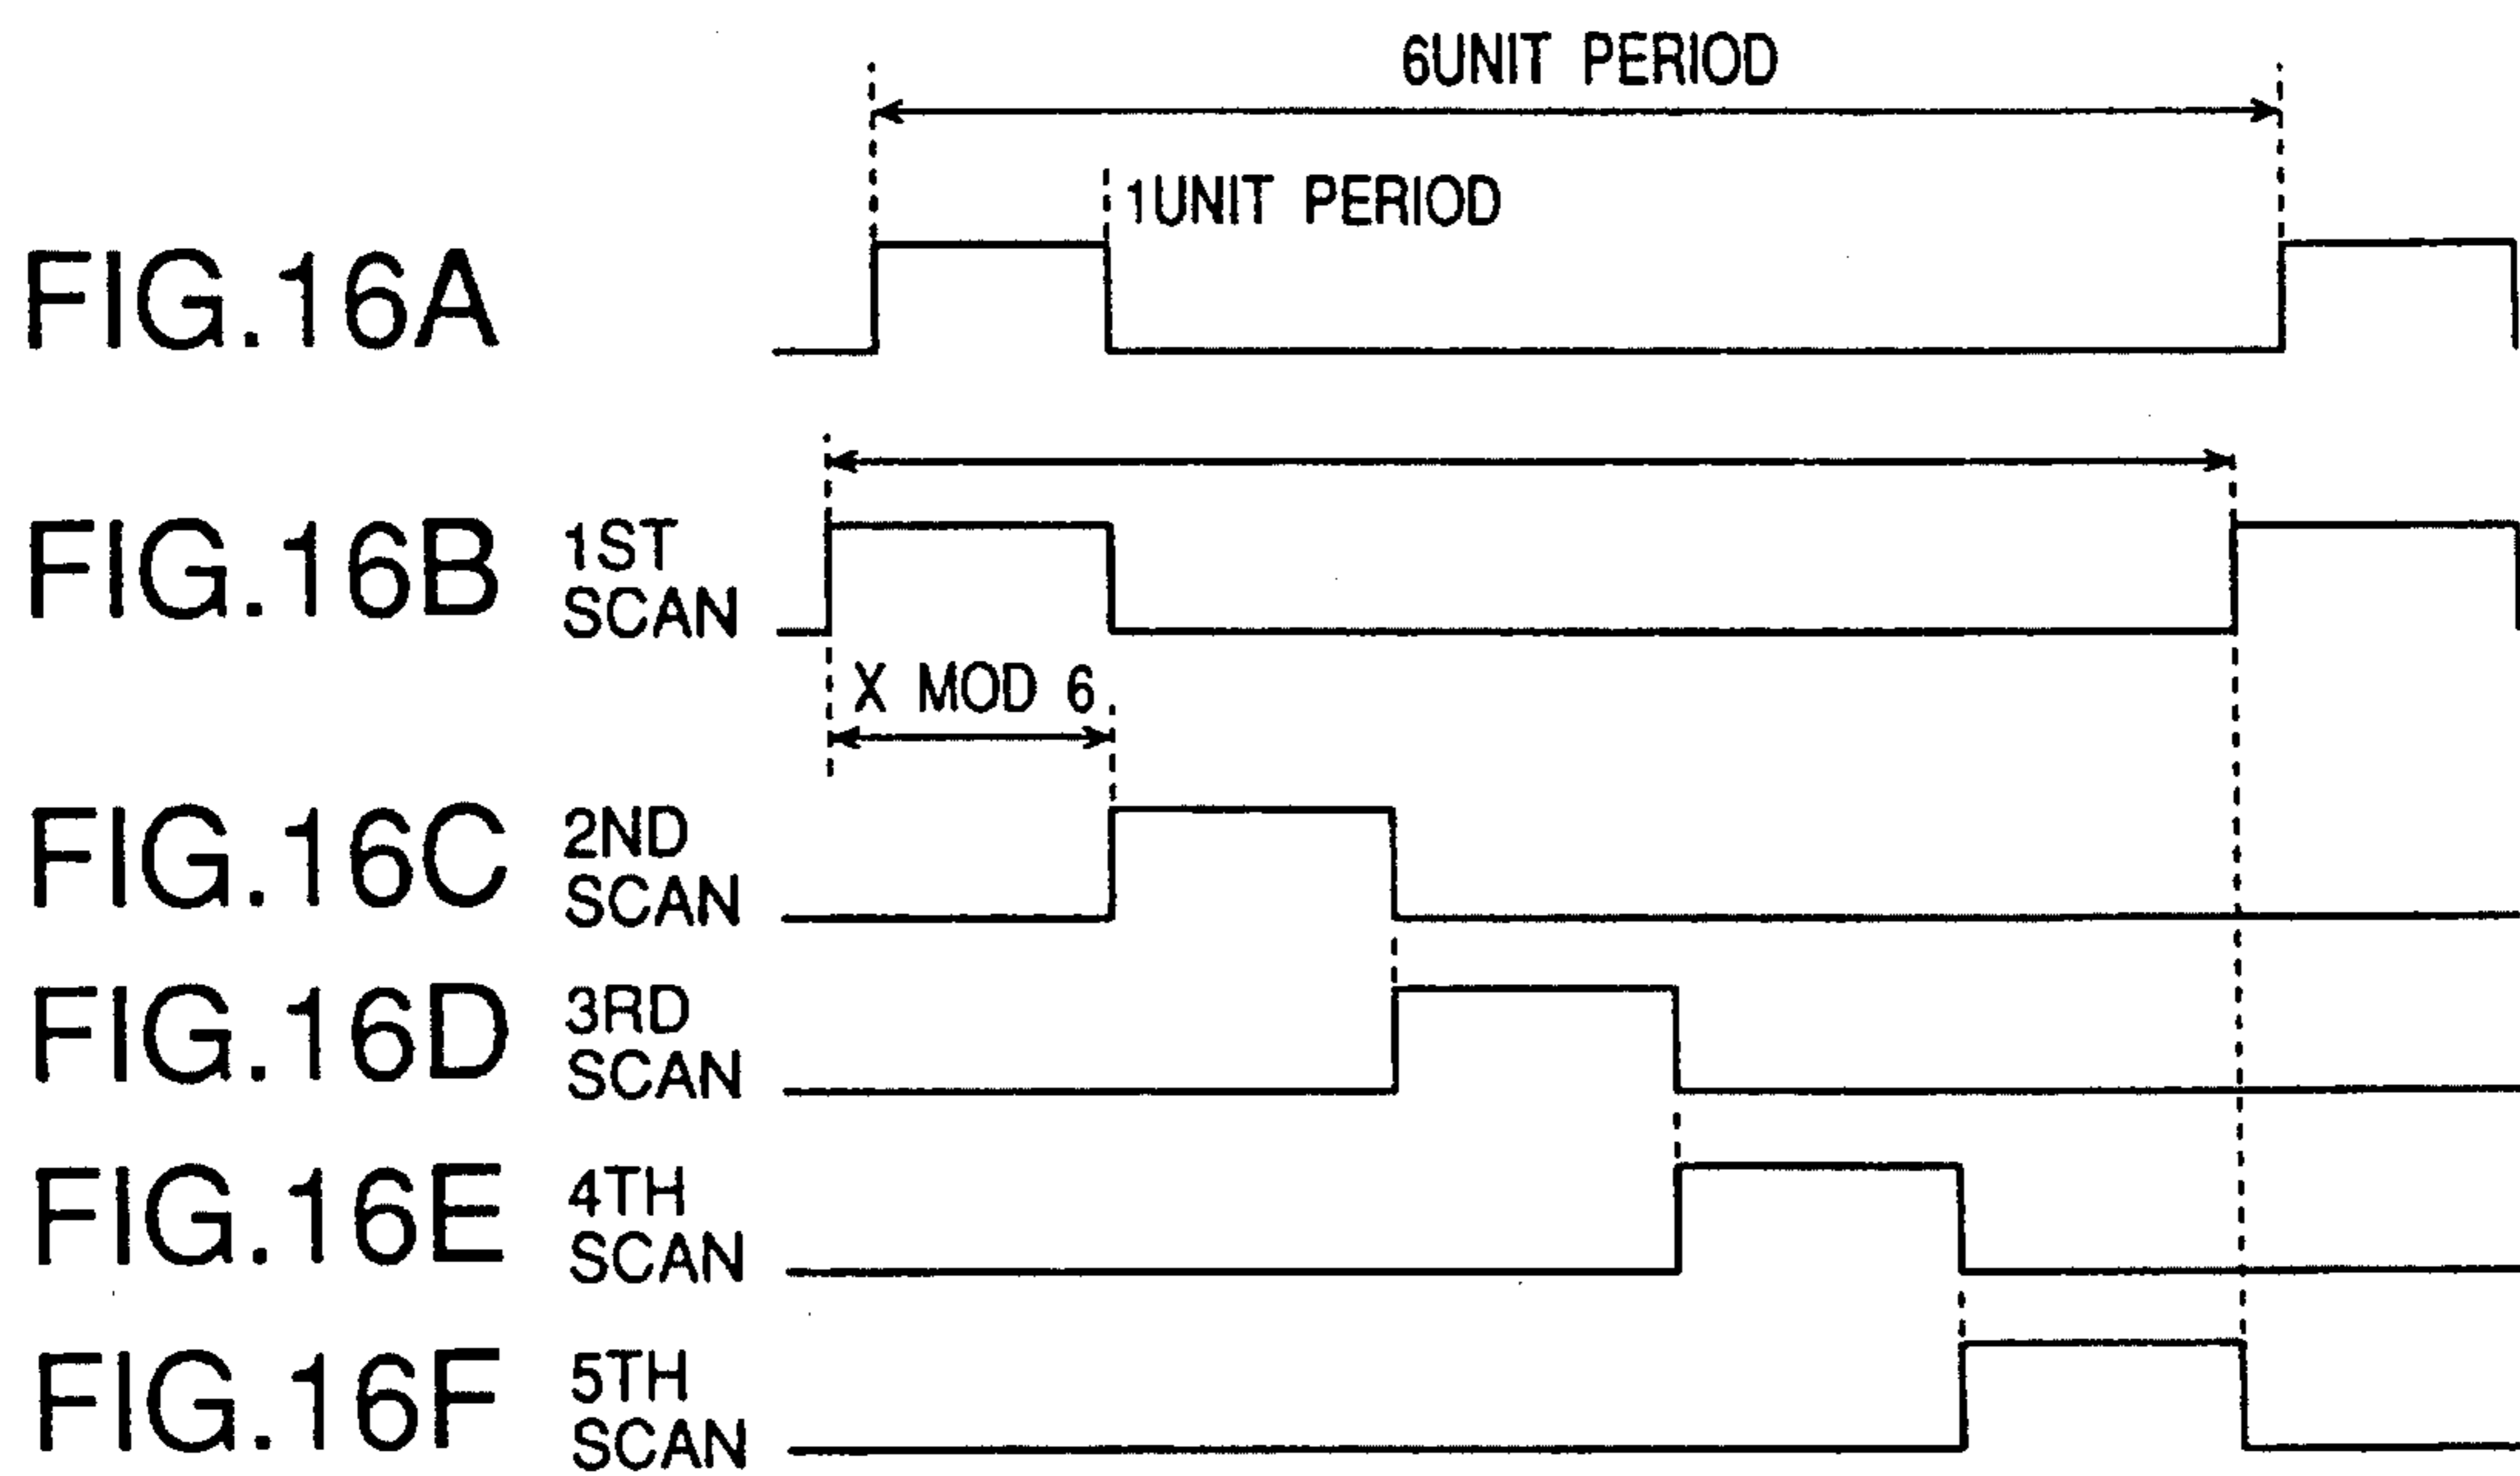 6UNIT PERIOD
1UNIT PERIOD
FIG.16A
FIG.16B
1ST
SCAN
X MOD 6
FIG.16C
2ND
SCAN
FIG.16D
3RD
SCAN
FIG.16E
4TH
SCAN
FIG.16F
5TH
SCAN